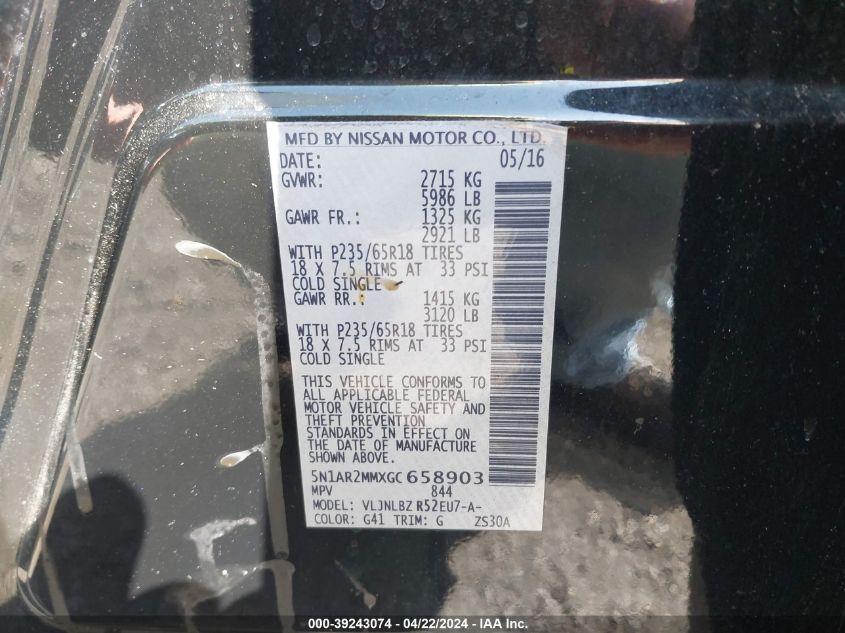 MFD BY NISSAN MOTOR CO., LTD.
DATE: 05/16
GVWR: 2715 KG
5986 LB
GAWR FR.: 1325 KG
2921 LB
WITH P235/65R18 TIRES
18 X 7.5 RIMS AT 33 PSI
COLD SINGLE
GAWR RR.: 1415 KG
3120 LB
WITH P235/65R18 TIRES
18 X 7.5 RIMS AT 33 PSI
COLD SINGLE
THIS VEHICLE CONFORMS TO
ALL APPLICABLE FEDERAL
MOTOR VEHICLE SAFETY AND
THEFT PREVENTION
STANDARDS IN EFFECT ON
THE DATE OF MANUFACTURE
SHOWN ABOVE.
5N1AR2MMXGC 658903
MPV 844
MODEL: VLJNLBZ R52EU7-A-
COLOR: G41 TRIM: G ZS30A
000-39243074 - 04/22/2024 - IAA Inc.